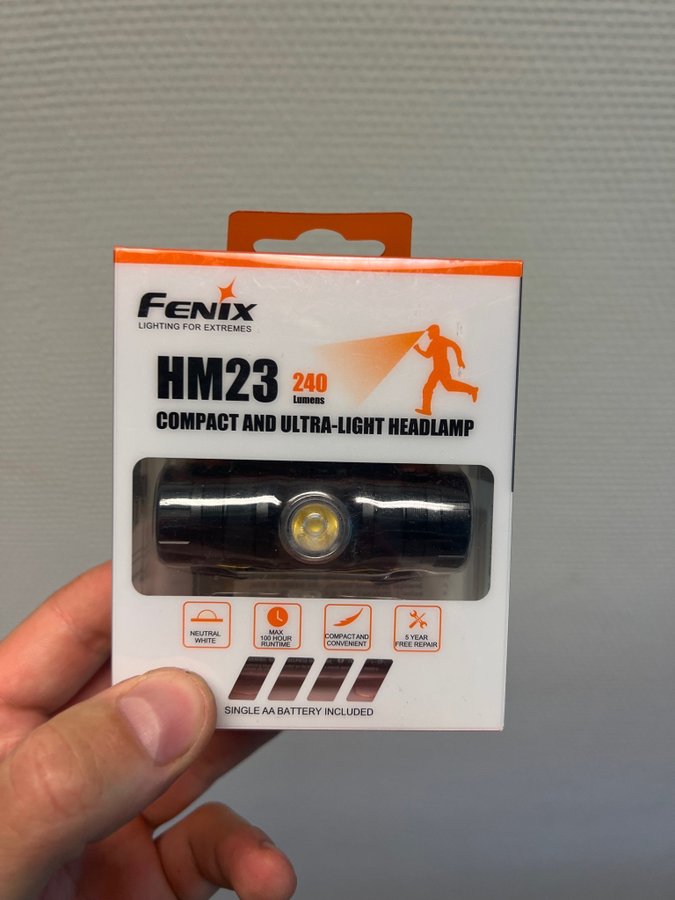 FENIX
LIGHTING FOR EXTREMES
HM23 240
Lumens
COMPACT AND ULTRA-LIGHT HEADLAMP
NEUTRAL
WHITE
MAX
100 HOUR
RUNTIME
COMPACT AND
CONVENIENT
5 YEAR
FREE REPAIR
SINGLE AA BATTERY INCLUDED